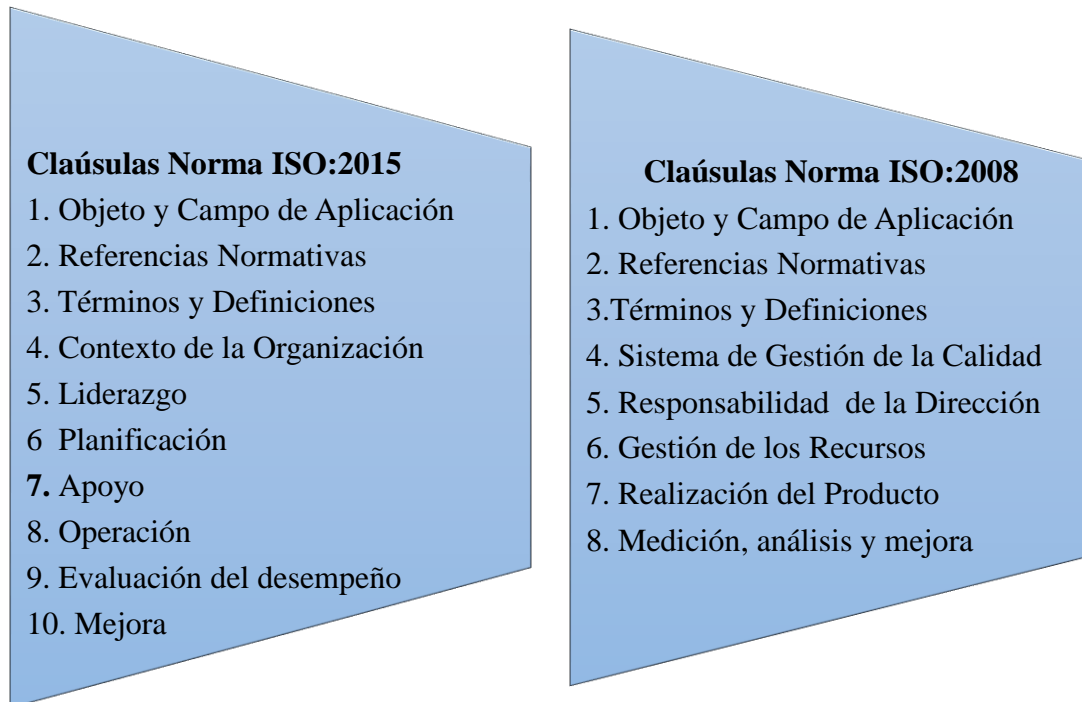 Claúsulas Norma ISO:2015
1. Objeto y Campo de Aplicación
2. Referencias Normativas
3. Términos y Definiciones
4. Contexto de la Organización
5. Liderazgo
6 Planificación
7. Apoyo
8. Operación
9. Evaluación del desempeño
10. Mejora
Claúsulas Norma ISO:2008
1. Objeto y Campo de Aplicación
2. Referencias Normativas
3.Términos y Definiciones
4. Sistema de Gestión de la Calidad
5. Responsabilidad de la Dirección
6. Gestión de los Recursos
7. Realización del Producto
8. Medición, análisis y mejora